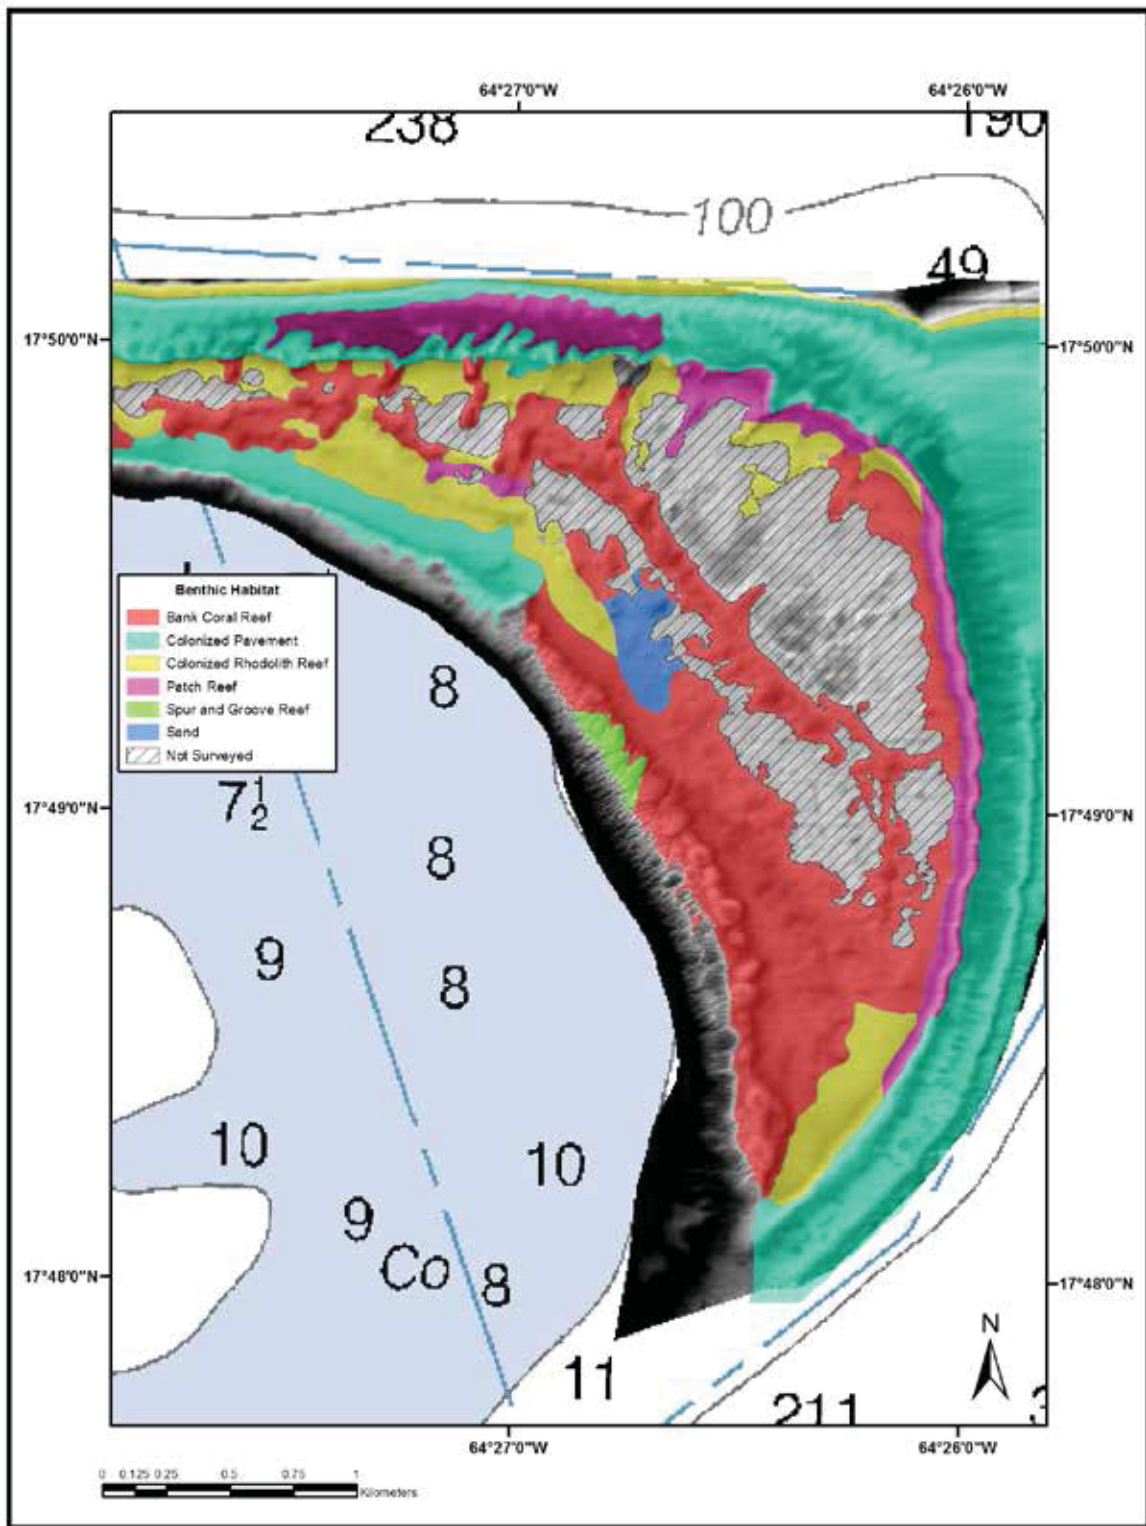 64°27'0"W 64°26'0"W
238 190
100
49
17°50'0"N 17°50'0"N
Benthic Habitat
Bank Coral Reef
Colonized Pavement
Colonized Rhodolith Reef
Patch Reef
Spur and Groove Reef
Sand
Not Surveyed
8
7½
17°49'0"N 17°49'0"N
8
9
8
10
10
9
Co
8
17°48'0"N 17°48'0"N
N
11
211
64°27'0"W 64°26'0"W
0 0.125 0.25 0.5 0.75 1
Kilometers